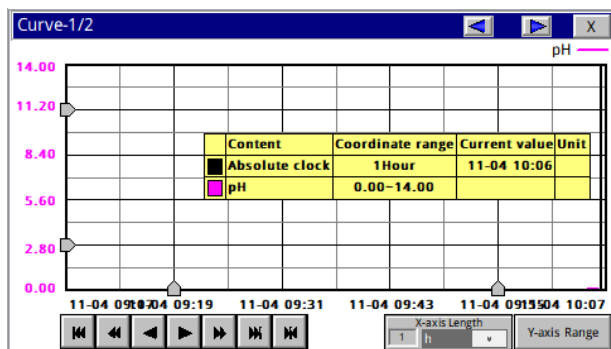 Curve-1/2
X
pH
14.00
11.20
8.40
5.60
2.80
0.00
Content Coordinate range Current value Unit
Absolute clock 1Hour 11-04 10:06
pH 0.00~14.00
11-04 09:19 11-04 09:31 11-04 09:43 11-04 10:07
X-axis Length
1 h
Y-axis Range